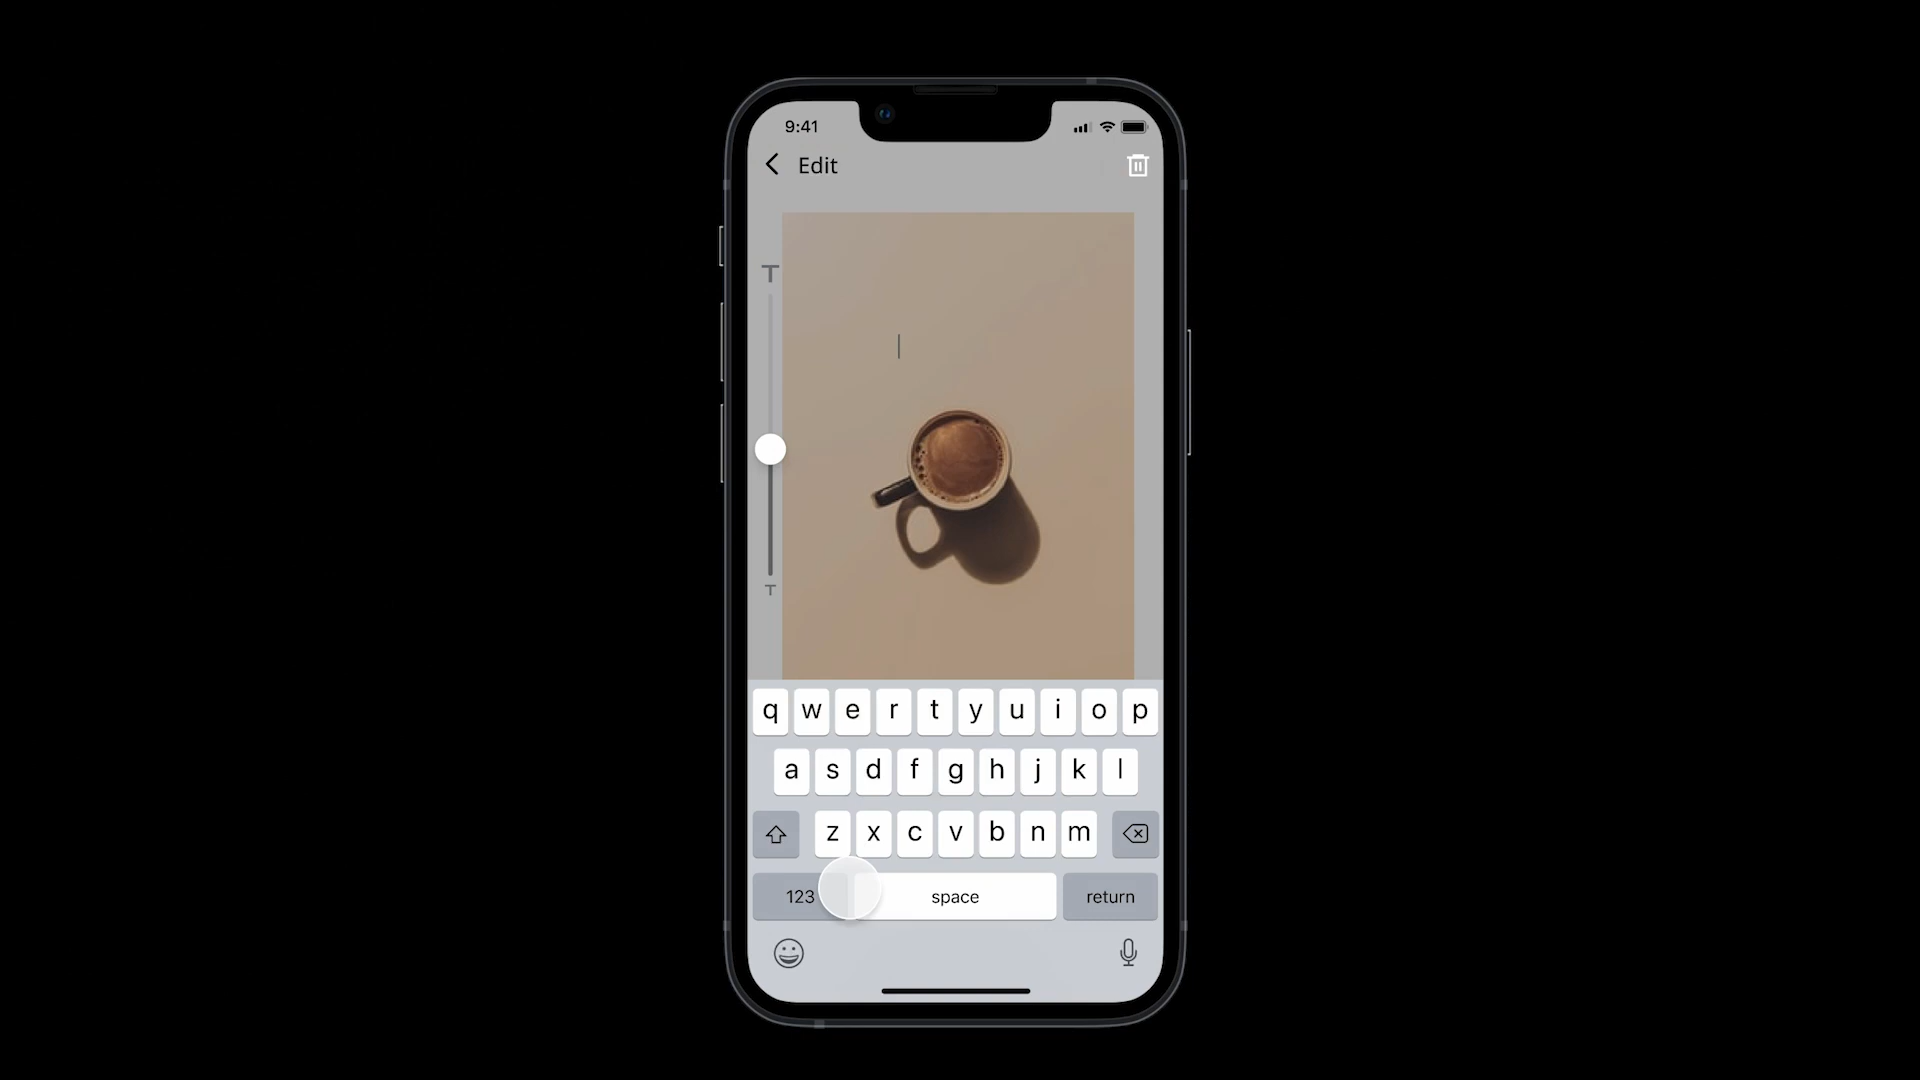 9:41
Edit
T
T
q w e r t y u i o p
a s d f g h j k l
z x c v b n m
123 space return